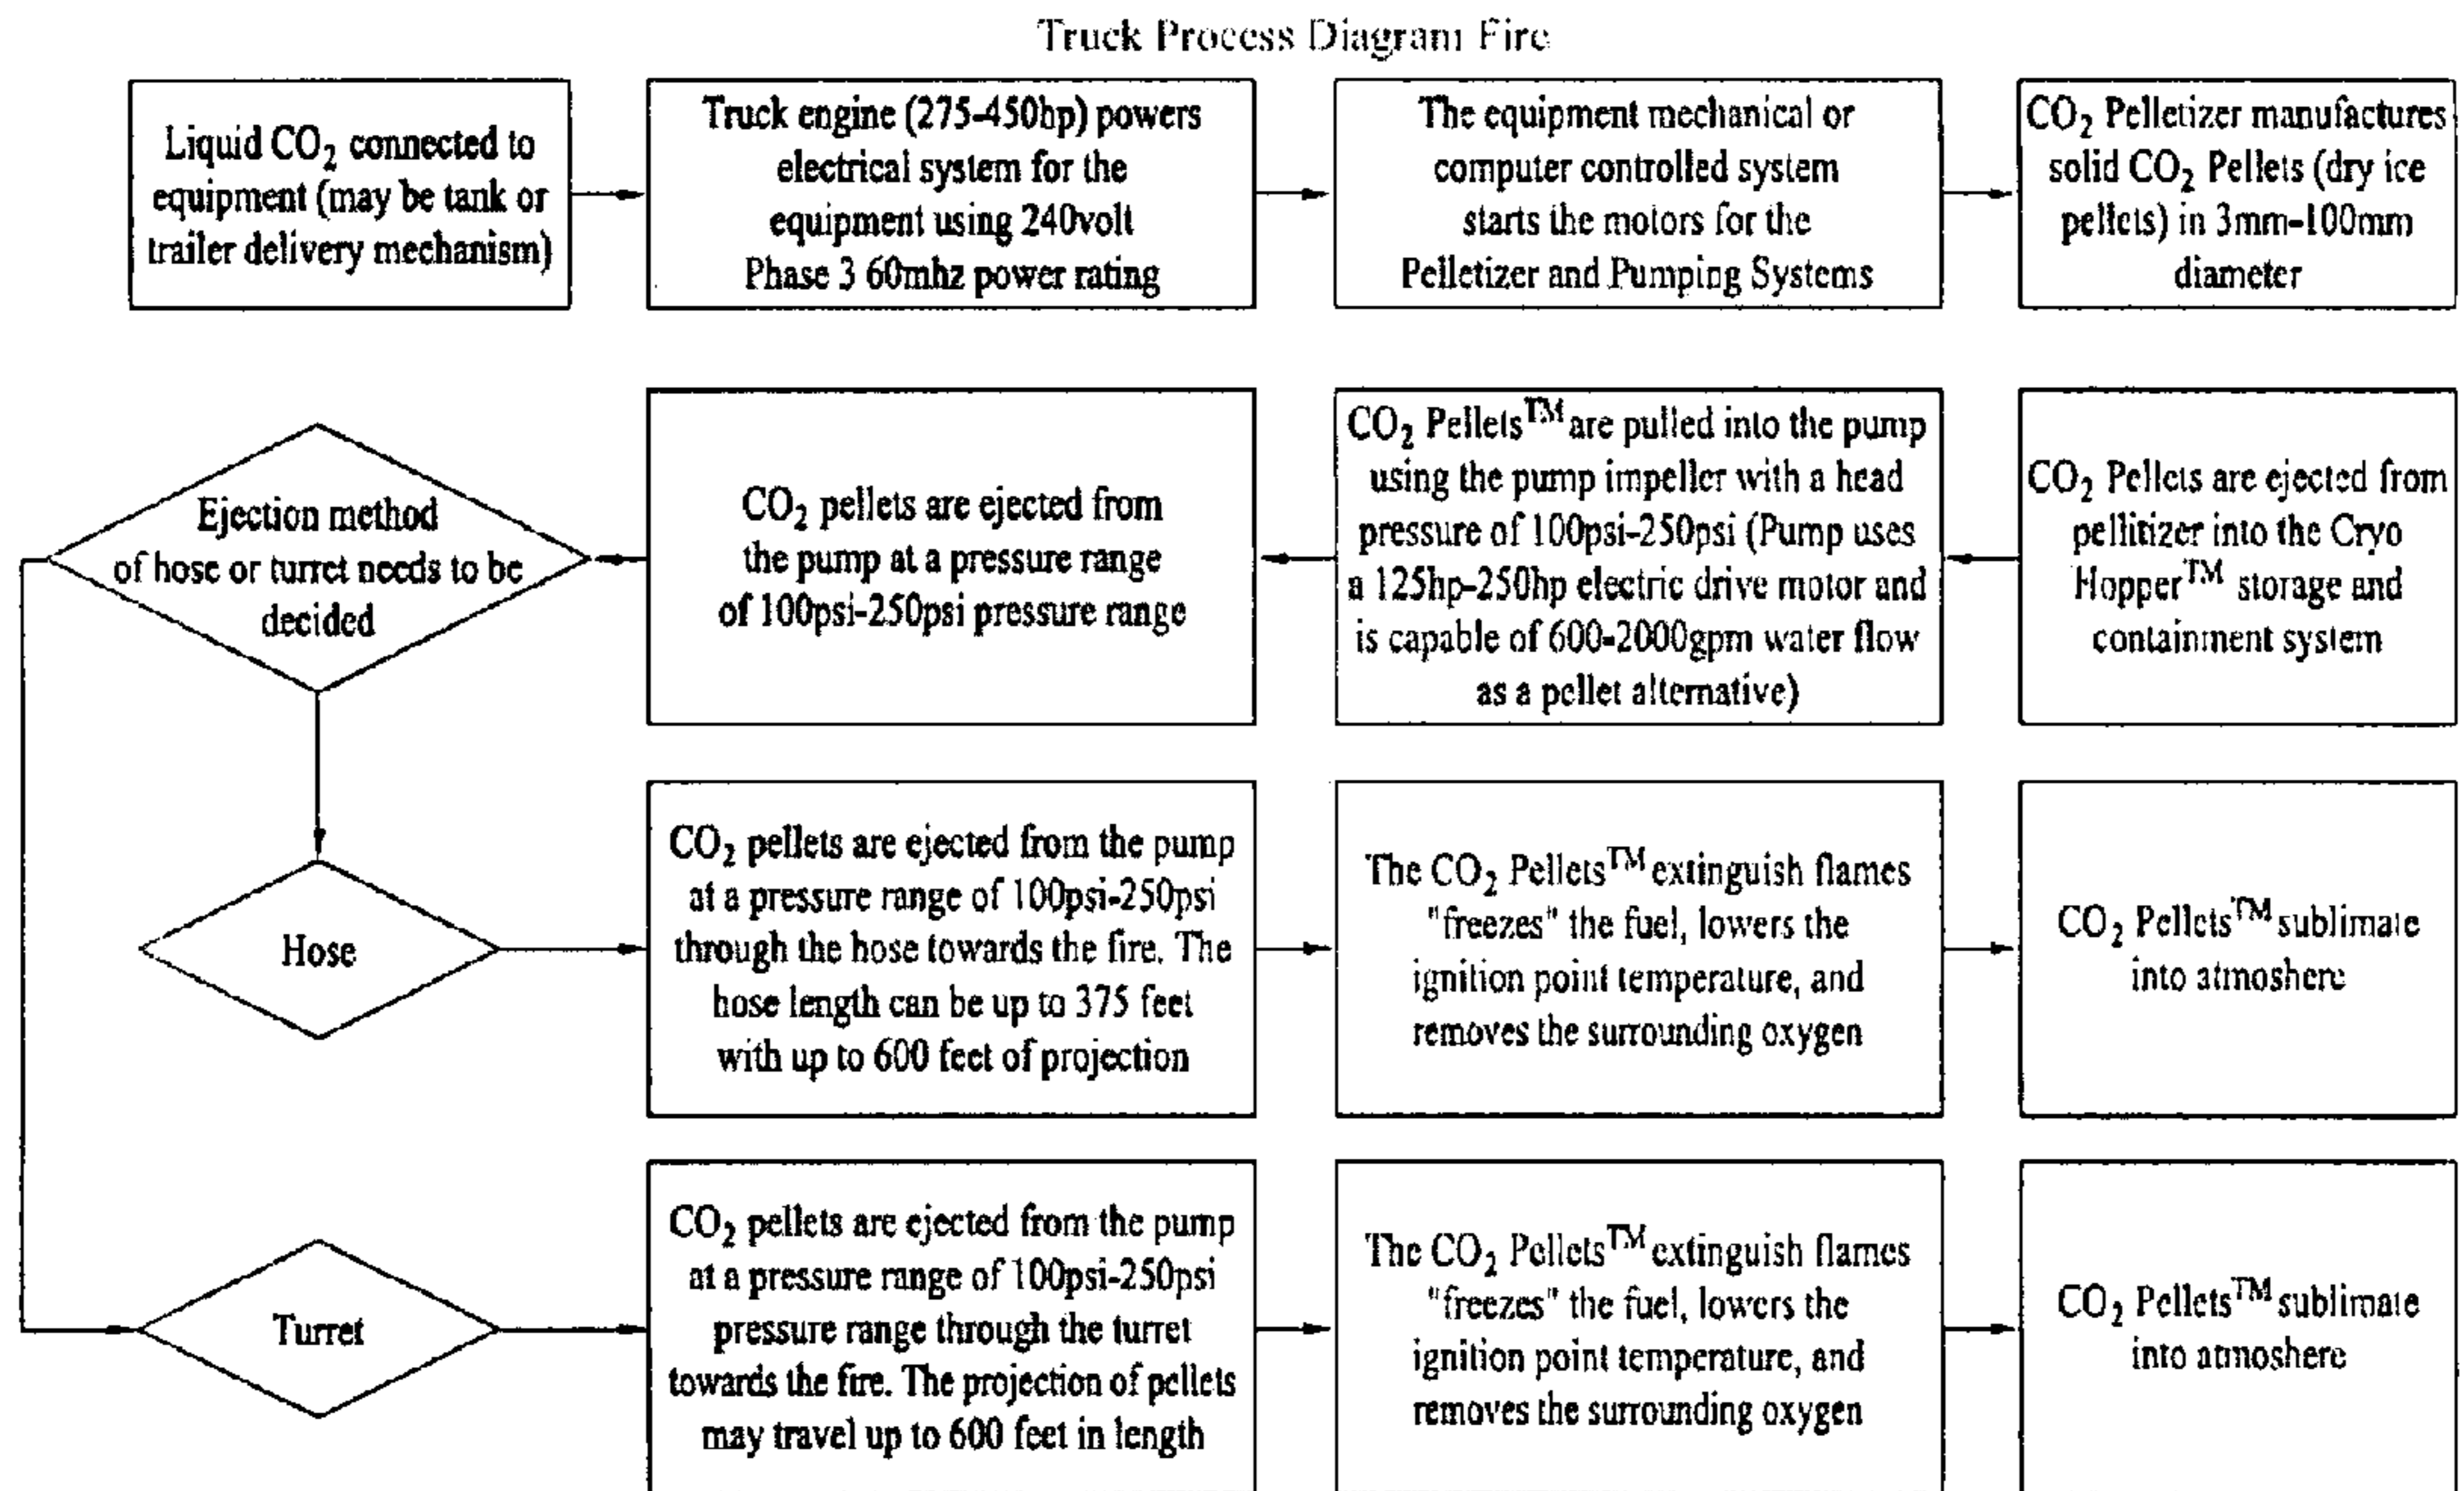 Truck Process Diagram Fire
Liquid CO₂ connected to
equipment (may be tank or
trailer delivery mechanism)
Truck engine (275-450hp) powers
electrical system for the
equipment using 240volt
Phase 3 60mhz power rating
The equipment mechanical or
computer controlled system
starts the motors for the
Pelletizer and Pumping Systems
CO₂ Pelletizer manufactures
solid CO₂ Pellets (dry ice
pellets) in 3mm-100mm
diameter
CO₂ Pellets are ejected from
pellitizer into the Cryo
Hopper™ storage and
containment system
CO₂ Pellets™ are pulled into the pump
using the pump impeller with a head
pressure of 100psi-250psi (Pump uses
a 125hp-250hp electric drive motor and
is capable of 600-2000gpm water flow
as a pellet alternative)
CO₂ pellets are ejected from
the pump at a pressure range
of 100psi-250psi pressure range
Ejection method
of hose or turret needs to be
decided
Hose
CO₂ pellets are ejected from the pump
at a pressure range of 100psi-250psi
through the hose towards the fire. The
hose length can be up to 375 feet
with up to 600 feet of projection
The CO₂ Pellets™ extinguish flames
"freezes" the fuel, lowers the
ignition point temperature, and
removes the surrounding oxygen
CO₂ Pellets™ sublimate
into atmoshere
Turret
CO₂ pellets are ejected from the pump
at a pressure range of 100psi-250psi
pressure range through the turret
towards the fire. The projection of pellets
may travel up to 600 feet in length
The CO₂ Pellets™ extinguish flames
"freezes" the fuel, lowers the
ignition point temperature, and
removes the surrounding oxygen
CO₂ Pellets™ sublimate
into atmoshere